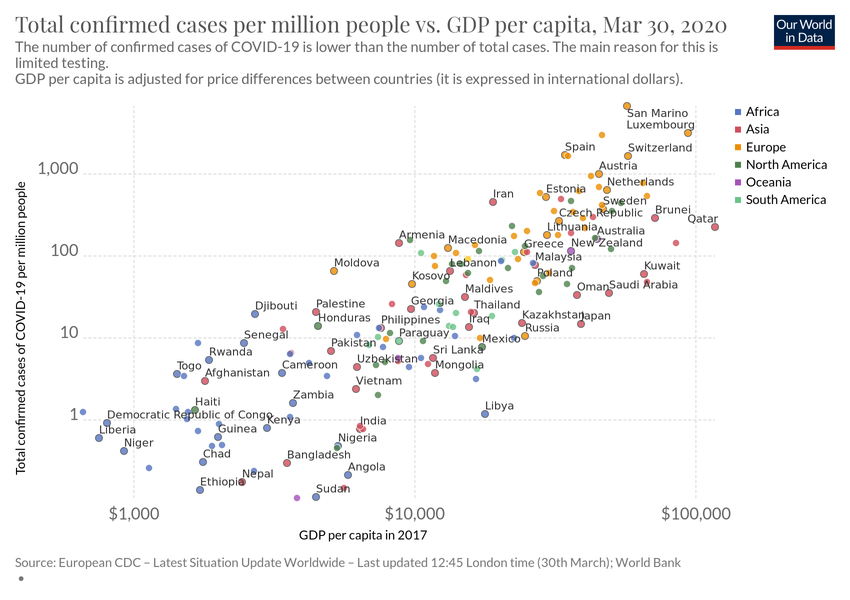 Total confirmed cases per million people vs. GDP per capita, Mar 30, 2020
Our World
in Data
The number of confirmed cases of COVID-19 is lower than the number of total cases. The main reason for this is
limited testing.
GDP per capita is adjusted for price differences between countries (it is expressed in international dollars).
Total confirmed cases of COVID-19 per million people
1,000
100
10
1
San Marino
Luxembourg
Spain
Switzerland
Austria
Netherlands
Iran
Estonia
Sweden
Czech Republic
Brunei
Qatar
Armenia
Macedonia
Lithuania
Australia
Greece
New Zealand
Moldova
Lebanon
Malaysia
Kosovo
Poland
Kuwait
Maldives
Oman
Saudi Arabia
Djibouti
Palestine
Georgia
Thailand
Honduras
Philippines
Iraq
Kazakhstan
Japan
Senegal
Paraguay
Russia
Pakistan
Mexico
Rwanda
Uzbekistan
Sri Lanka
Togo
Afghanistan
Cameroon
Mongolia
Vietnam
Haiti
Zambia
Libya
Democratic Republic of Congo
Kenya
India
Liberia
Guinea
Niger
Nigeria
Chad
Bangladesh
Angola
Ethiopia
Nepal
Sudan
$1,000
$10,000
$100,000
GDP per capita in 2017
Africa
Asia
Europe
North America
Oceania
South America
Source: European CDC – Latest Situation Update Worldwide – Last updated 12:45 London time (30th March); World Bank
•